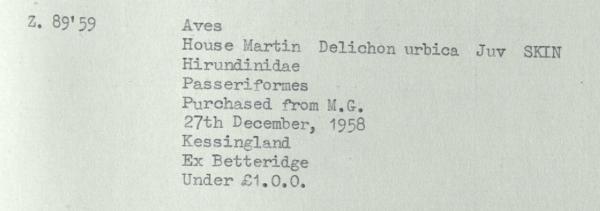 Z. 89'59 Aves
House Martin Delichon urbica Juv SKIN
Hirundinidae
Passeriformes
Purchased from M.G.
27th December, 1958
Kessingland
Ex Betteridge
Under £1.0.0.